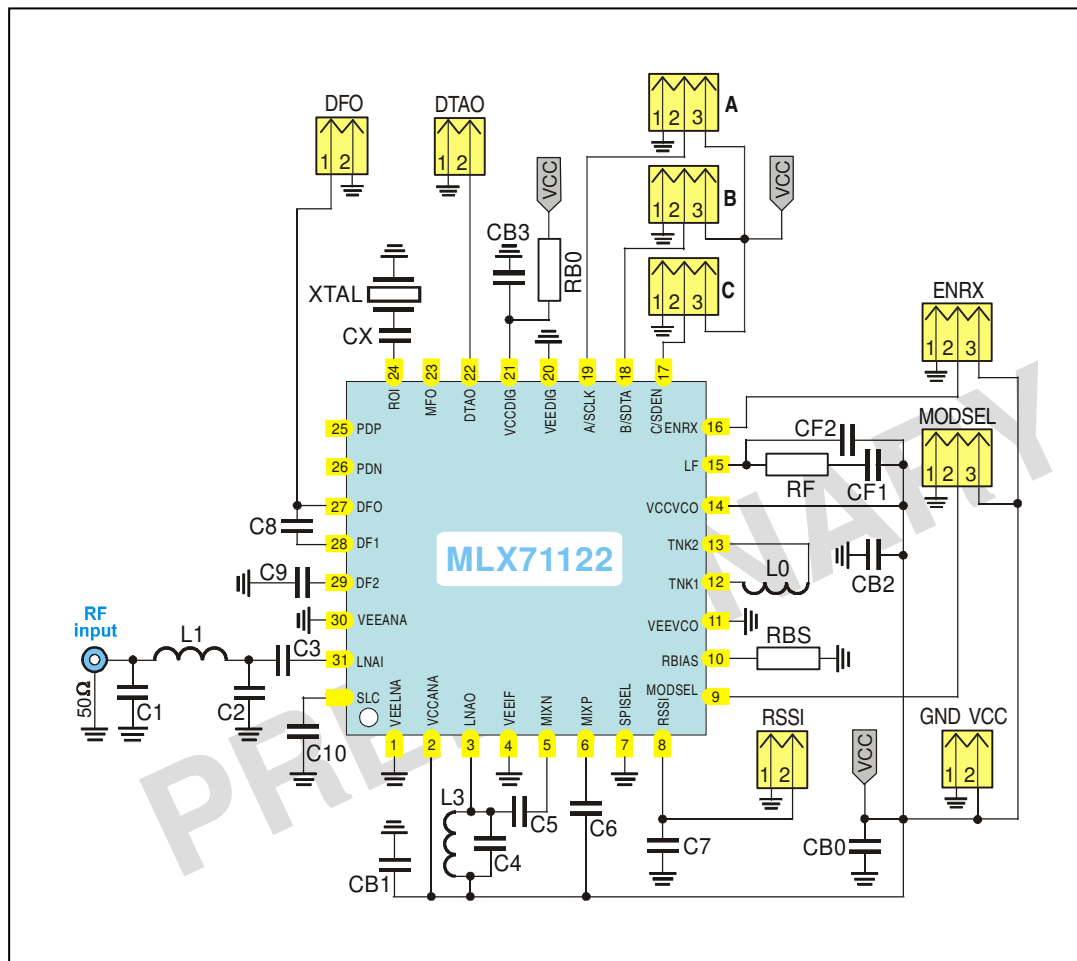 DFO
1 2
DTAO
1 2
A
1 2 3
B
1 2 3
C
1 2 3
VCC
VCC
CB3
RB0
XTAL
CX
ENRX
1 2 3
MODSEL
1 2 3
24 23 22 21 20 19 18 17
ROI MFO DTAO VCCDIG VEEDIG A/SCLK B/SDTA C/SDEN
25 PDP
26 PDN
27 DFO
28 DF1
29 DF2
30 VEEANA
31 LNAI
SLC
ENRX 16
LF 15
VCCVCO 14
TNK2 13
TNK1 12
VEEVCO 11
RBIAS 10
MODSEL 9
MLX71122
VEELNA VCCANA LNAO VEEIF MIXN MIXP SPISEL RSSI
1 2 3 4 5 6 7 8
CF2
RF
CF1
L0
CB2
RBS
C8
C9
RF
input
50Ω
L1
C3
C1
C2
C10
L3
C5
C4
C6
CB1
C7
RSSI
1 2
VCC
CB0
GND VCC
1 2
PRE
NARY